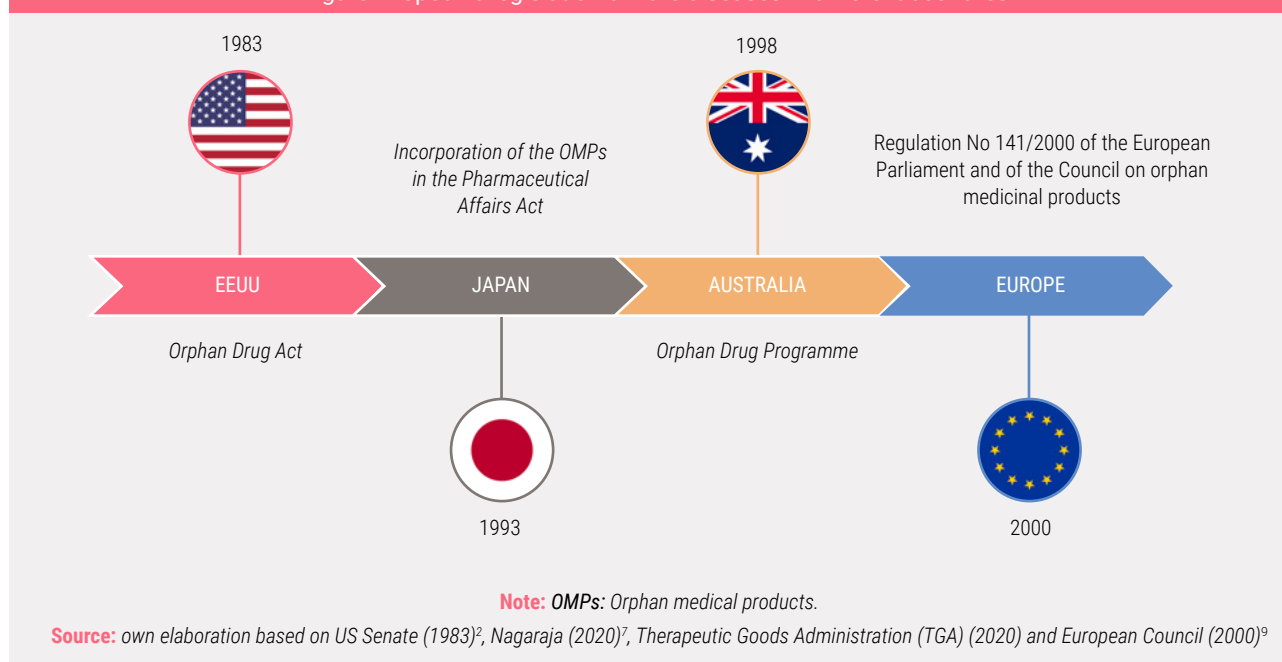 1983
1998
Incorporation of the OMPs
in the Pharmaceutical
Affairs Act
Regulation No 141/2000 of the European
Parliament and of the Council on orphan
medicinal products
EEUU
JAPAN
AUSTRALIA
EUROPE
Orphan Drug Act
Orphan Drug Programme
1993
2000
Note: OMPs: Orphan medical products.
Source: own elaboration based on US Senate (1983)², Nagaraja (2020)⁷, Therapeutic Goods Administration (TGA) (2020) and European Council (2000)⁹